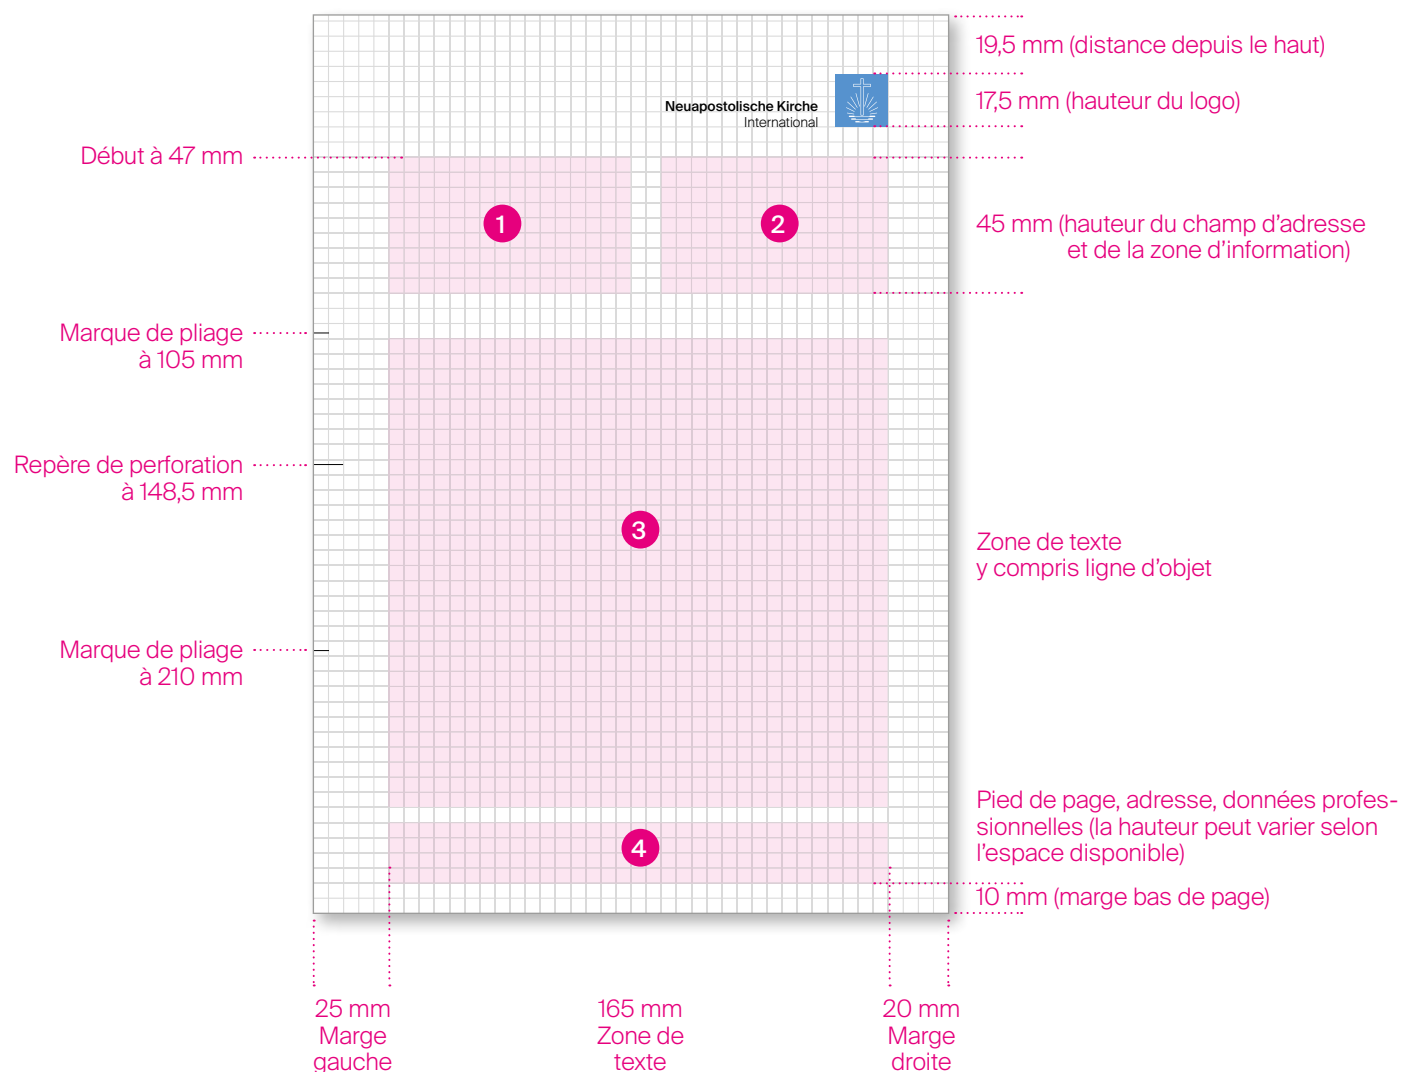 19,5 mm (distance depuis le haut)
17,5 mm (hauteur du logo)
Neuapostolische Kirche
International
Début à 47 mm
1
2
45 mm (hauteur du champ d’adresse
et de la zone d’information)
Marque de pliage
à 105 mm
Repère de perforation
à 148,5 mm
3
Zone de texte
y compris ligne d’objet
Marque de pliage
à 210 mm
Pied de page, adresse, données profes-
sionnelles (la hauteur peut varier selon
l’espace disponible)
4
10 mm (marge bas de page)
25 mm
Marge
gauche
165 mm
Zone de
texte
20 mm
Marge
droite